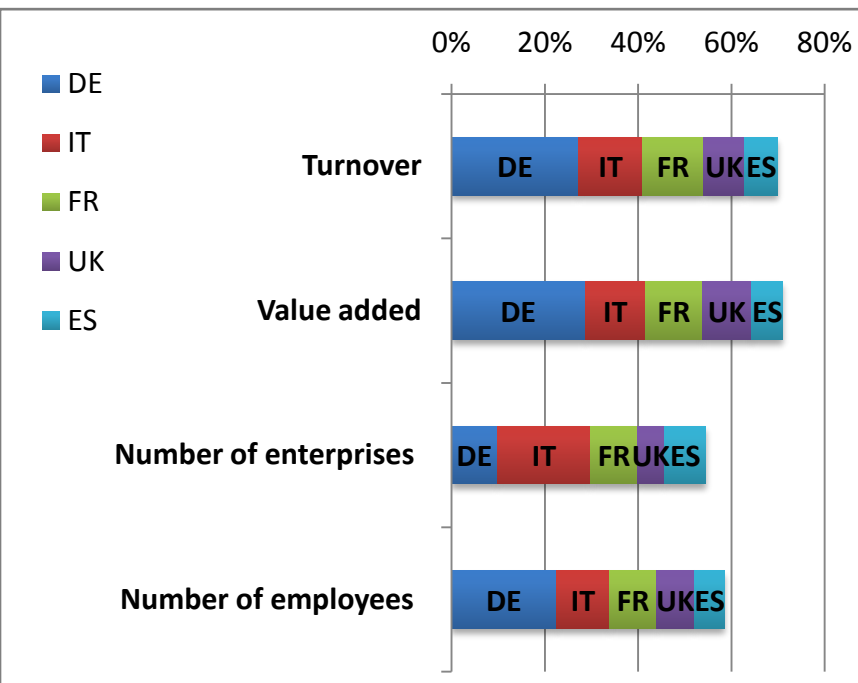 0% 20% 40% 60% 80%
DE
IT
FR
UK
ES
Turnover
DE IT FR UK ES
Value added
DE IT FR UK ES
Number of enterprises
DE IT FR UK ES
Number of employees
DE IT FR UK ES